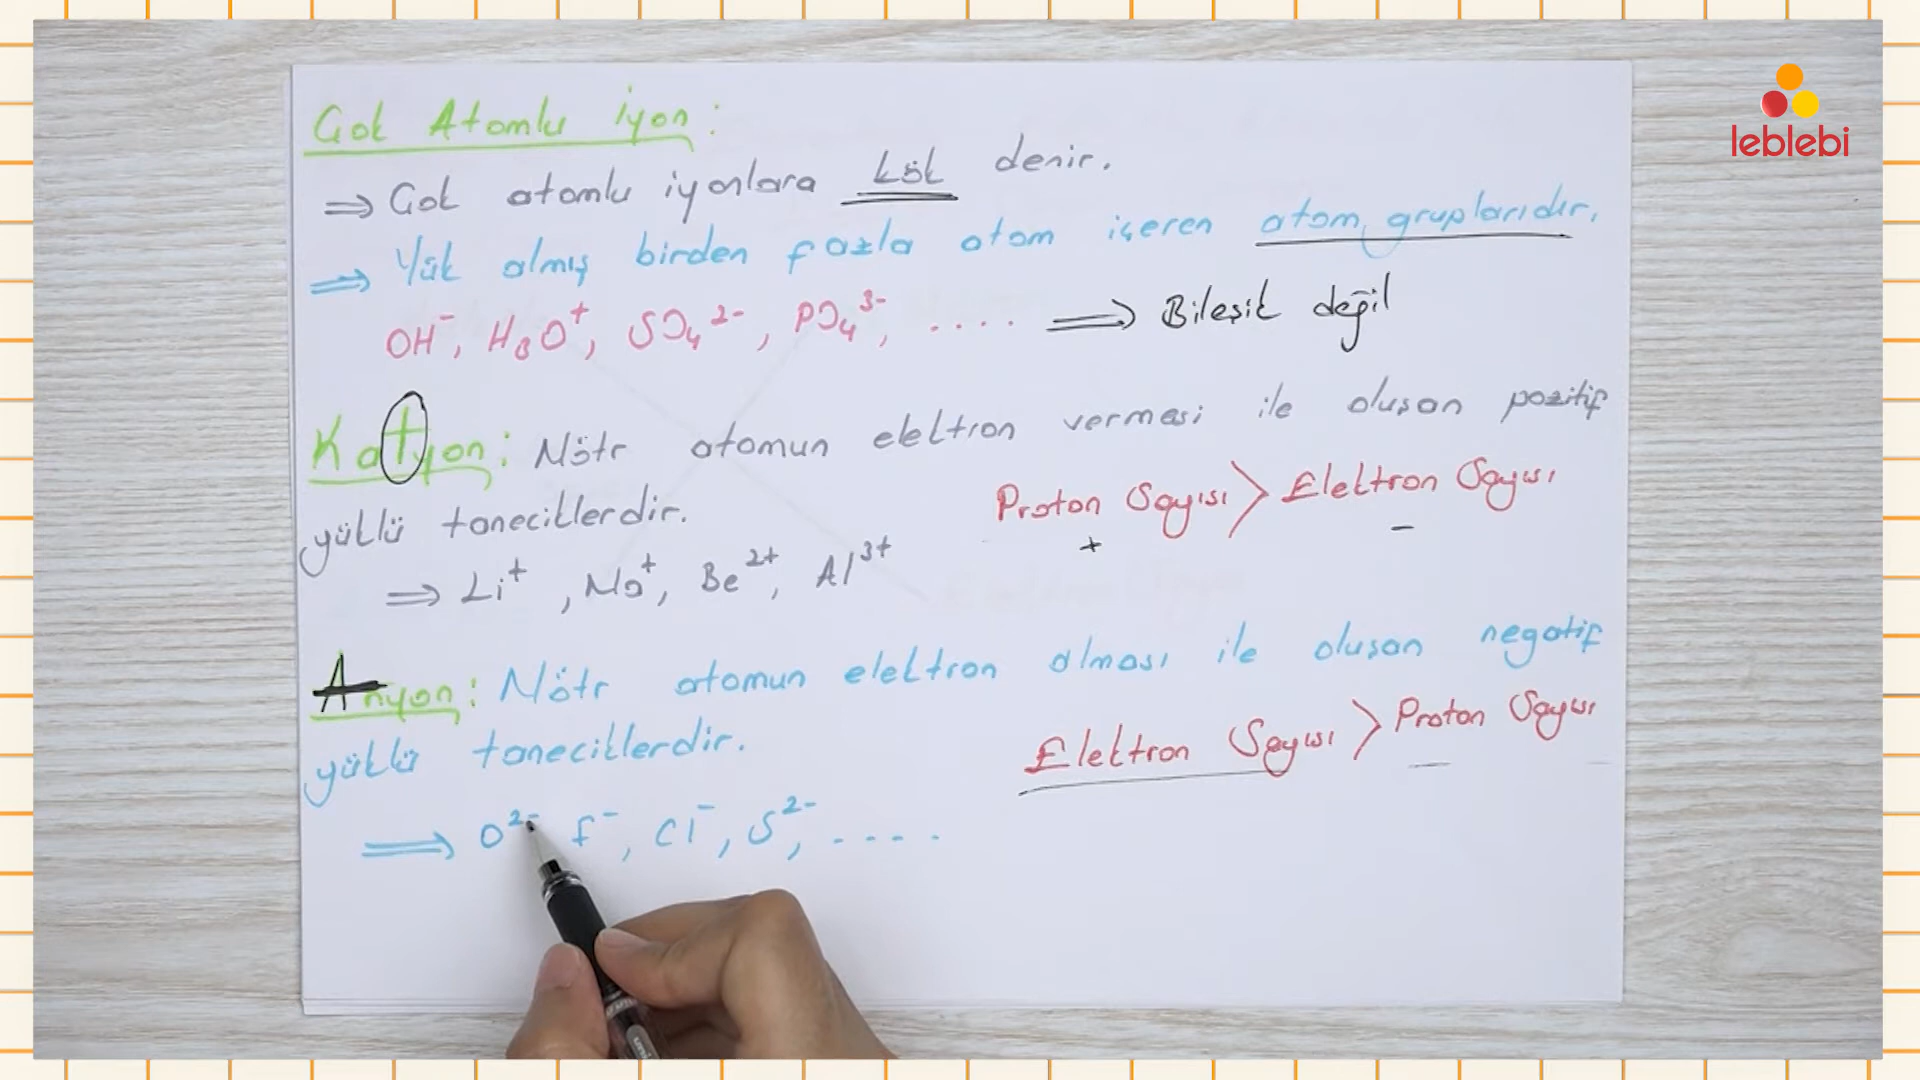 leblebi
Çok Atomlu iyon:
⇒ Çok atomlu iyonlara kök denir.
⇒ Yük almış birden fazla atom içeren atom gruplarıdır.
OH⁻, H₃O⁺, SO₄²⁻, PO₄³⁻, .... ⇒ Bileşik değil
Katyon: Nötr atomun elektron vermesi ile oluşan pozitif
yüklü taneciklerdir.
Proton Sayısı > Elektron Sayısı
+ −
⇒ Li⁺, Na⁺, Be²⁺, Al³⁺
Anyon: Nötr atomun elektron alması ile oluşan negatif
yüklü taneciklerdir.
Elektron Sayısı > Proton Sayısı
⇒ O²⁻ F⁻, Cl⁻, S²⁻, ....